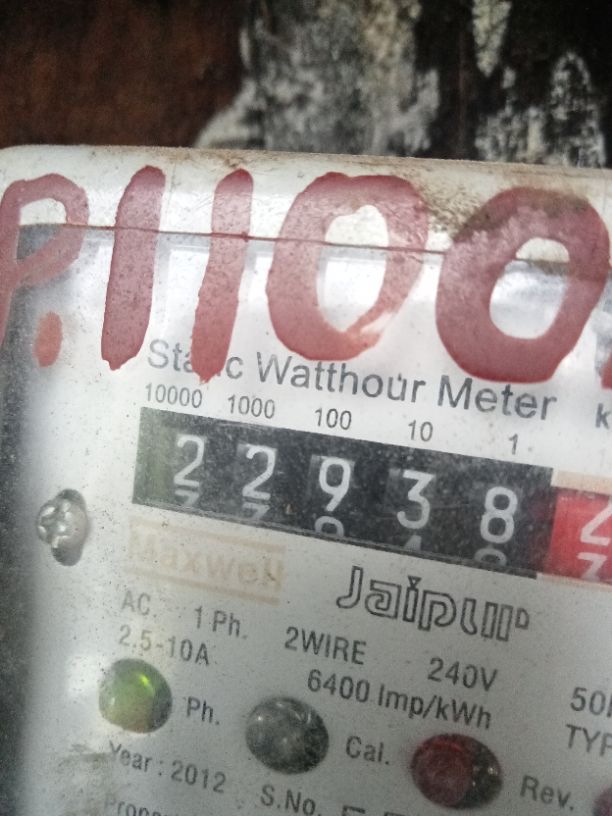 P.1100
Static Watthour Meter
10000 1000 100 10 1
2 2 9 3 8 2
Maxwell
Jaipur
AC 1 Ph. 2WIRE 240V
2.5-10A 6400 Imp/kWh
Ph. Cal. Rev.
Year : 2012 S.No.